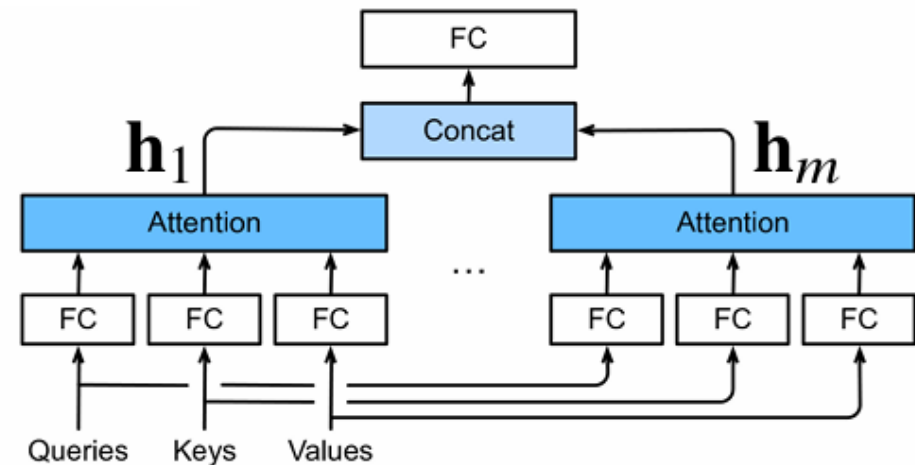 FC
Concat
h1 hm
Attention Attention
...
FC FC FC FC FC FC
Queries Keys Values